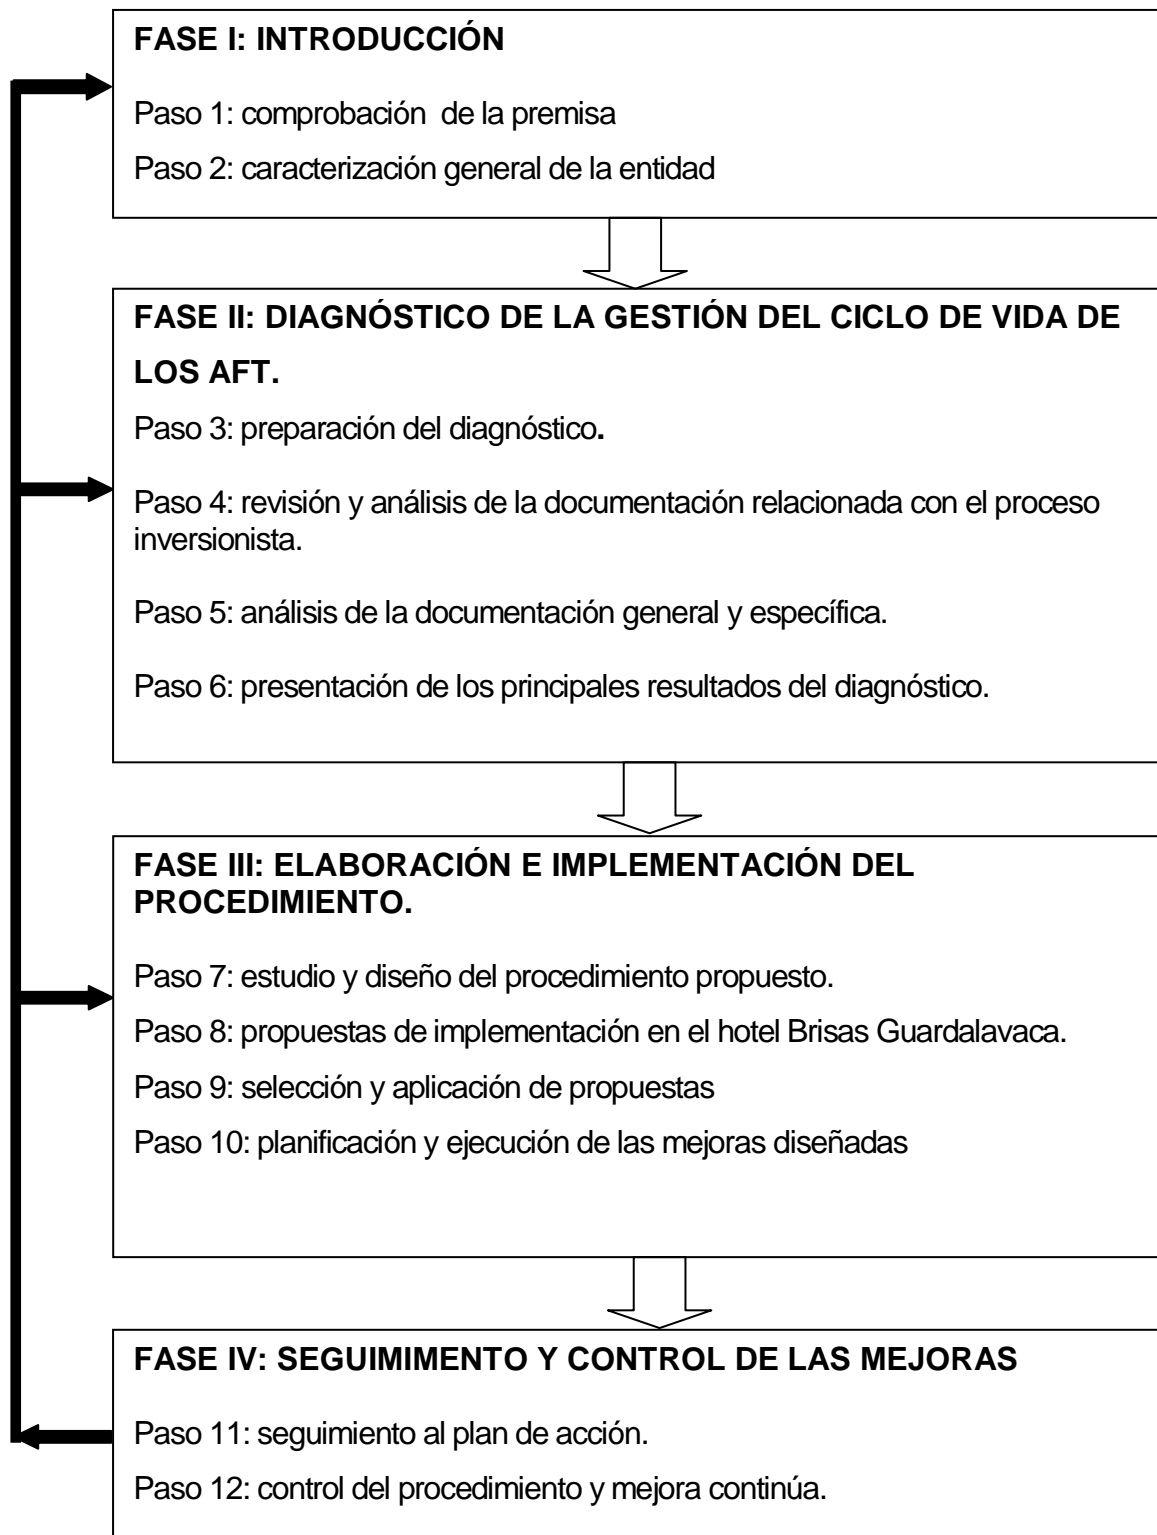 FASE I: INTRODUCCIÓN
Paso 1: comprobación de la premisa
Paso 2: caracterización general de la entidad
FASE II: DIAGNÓSTICO DE LA GESTIÓN DEL CICLO DE VIDA DE
LOS AFT.
Paso 3: preparación del diagnóstico.
Paso 4: revisión y análisis de la documentación relacionada con el proceso
inversionista.
Paso 5: análisis de la documentación general y específica.
Paso 6: presentación de los principales resultados del diagnóstico.
FASE III: ELABORACIÓN E IMPLEMENTACIÓN DEL
PROCEDIMIENTO.
Paso 7: estudio y diseño del procedimiento propuesto.
Paso 8: propuestas de implementación en el hotel Brisas Guardalavaca.
Paso 9: selección y aplicación de propuestas
Paso 10: planificación y ejecución de las mejoras diseñadas
FASE IV: SEGUIMIMENTO Y CONTROL DE LAS MEJORAS
Paso 11: seguimiento al plan de acción.
Paso 12: control del procedimiento y mejora continúa.